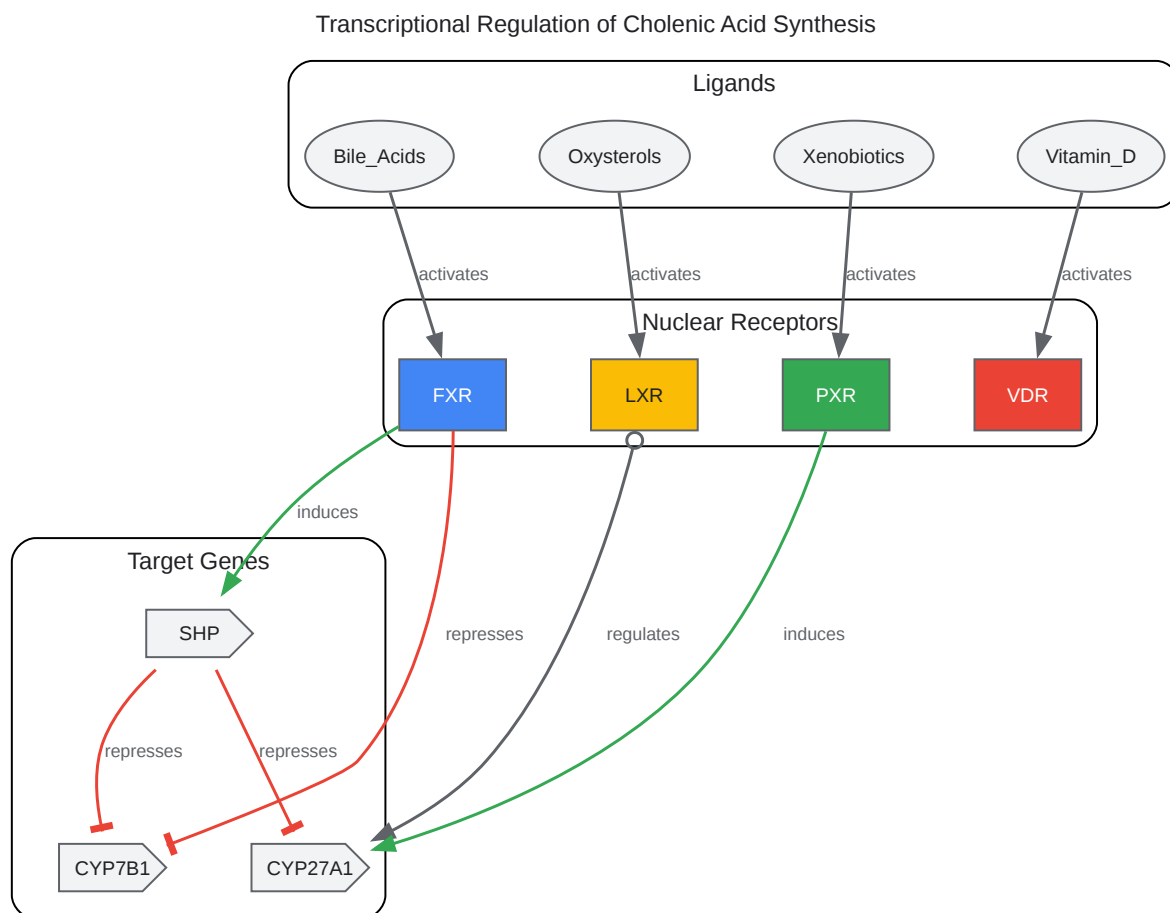 Transcriptional Regulation of Cholenic Acid Synthesis
Ligands
Bile_Acids
Oxysterols
Xenobiotics
Vitamin_D
activates
activates
activates
activates
Nuclear Receptors
FXR
LXR
PXR
VDR
induces
Target Genes
SHP
represses
regulates
induces
represses
represses
CYP7B1
CYP27A1